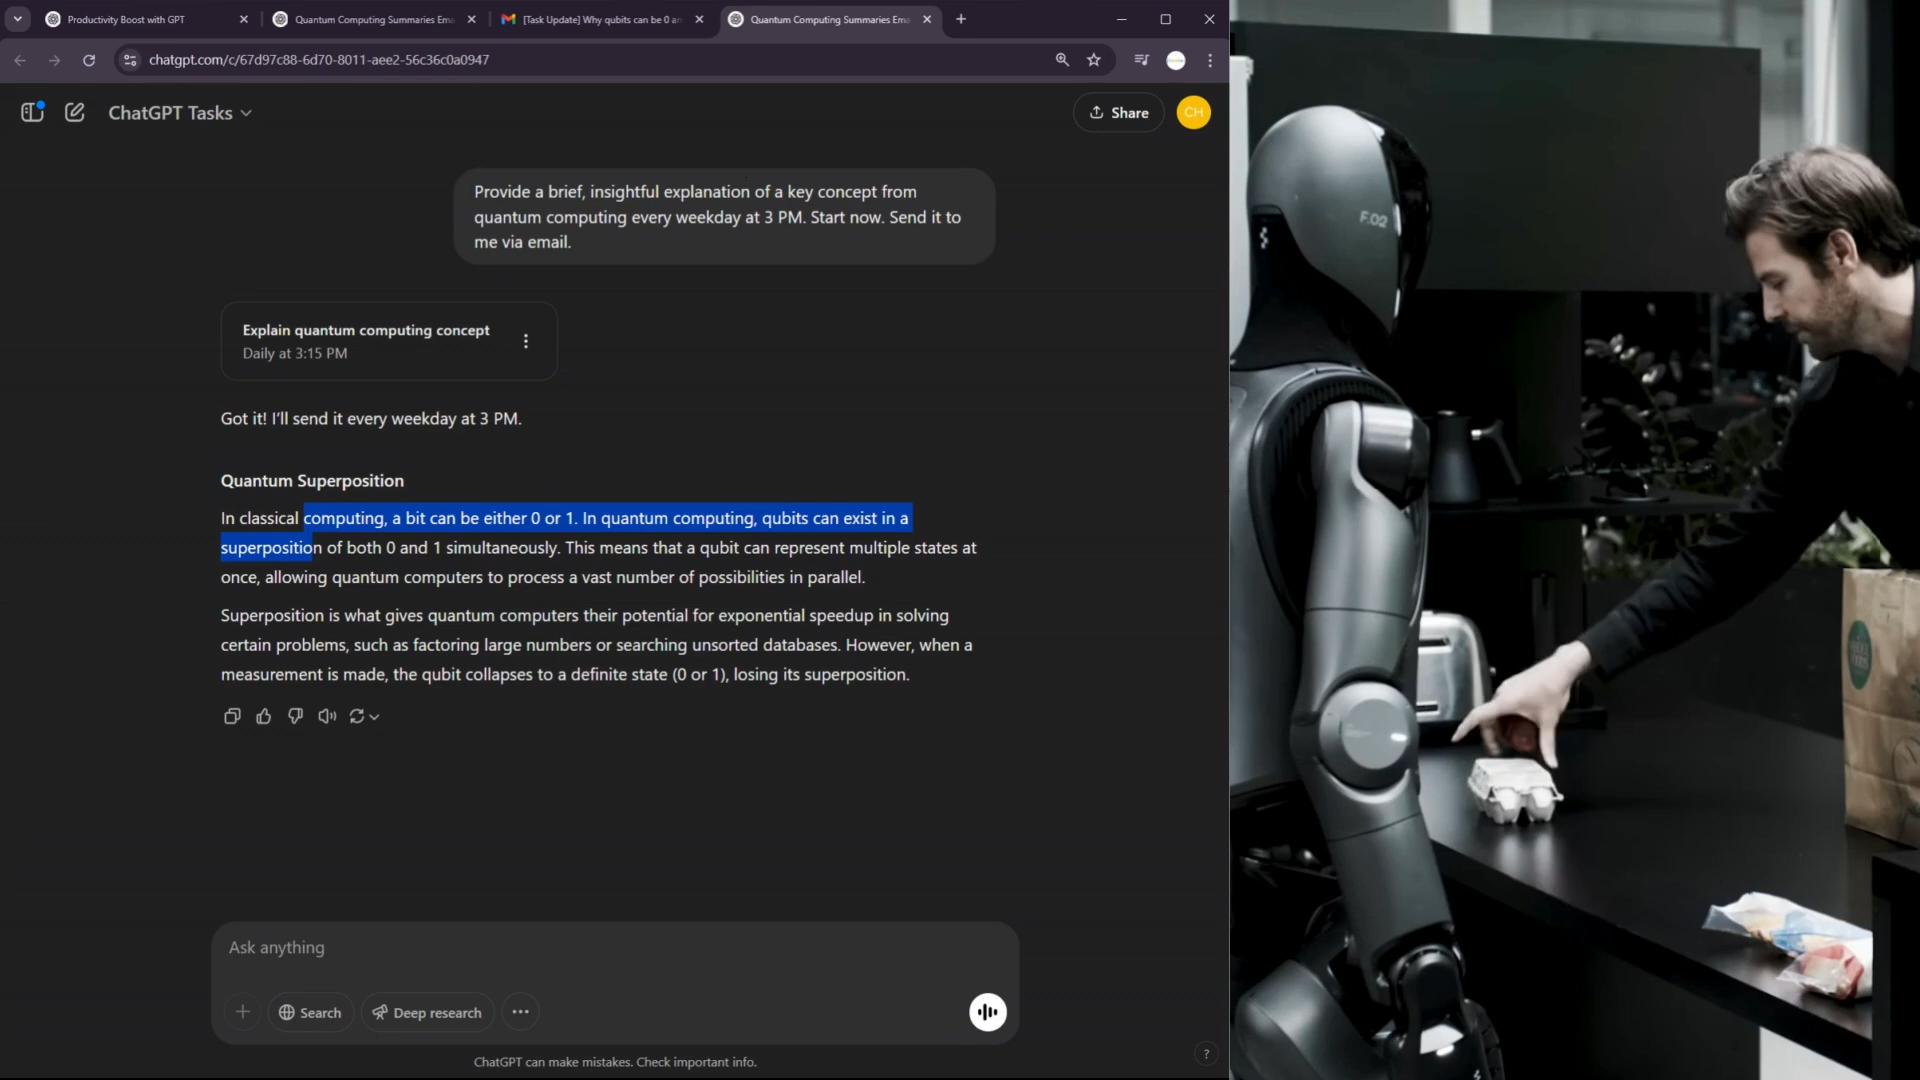 Productivity Boost with GPT
Quantum Computing Summaries Ema
[Task Update] Why qubits can be 0 an
Quantum Computing Summaries Ema
chatgpt.com/c/67d97c88-6d70-8011-aee2-56c36c0a0947
ChatGPT Tasks
Share
CH
Provide a brief, insightful explanation of a key concept from
quantum computing every weekday at 3 PM. Start now. Send it to
me via email.
Explain quantum computing concept
Daily at 3:15 PM
Got it! I'll send it every weekday at 3 PM.
Quantum Superposition
In classical computing, a bit can be either 0 or 1. In quantum computing, qubits can exist in a
superposition of both 0 and 1 simultaneously. This means that a qubit can represent multiple states at
once, allowing quantum computers to process a vast number of possibilities in parallel.
Superposition is what gives quantum computers their potential for exponential speedup in solving
certain problems, such as factoring large numbers or searching unsorted databases. However, when a
measurement is made, the qubit collapses to a definite state (0 or 1), losing its superposition.
Ask anything
Search
Deep research
ChatGPT can make mistakes. Check important info.
?
F.02